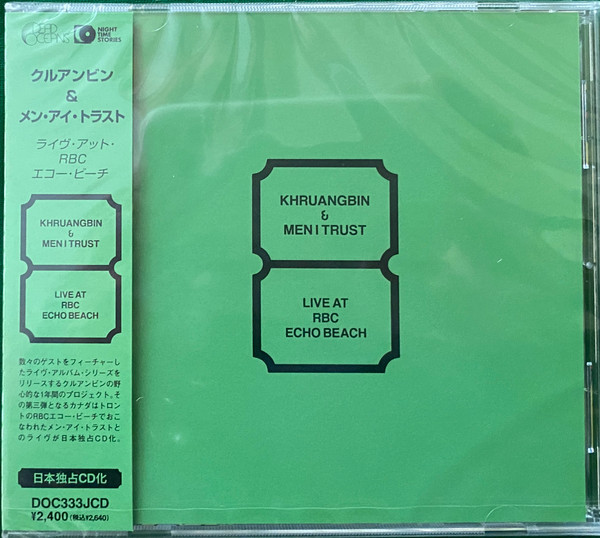 DEEP OCEANS
NIGHT
TIME
STORIES
クルアンビン
&
メン・アイ・トラスト
ライヴ・アット・
RBC
エコー・ビーチ
KHRUANGBIN
&
MEN I TRUST
LIVE AT
RBC
ECHO BEACH
数々のゲストをフィーチャーし
たライヴ・アルバム・シリーズを
リリースするクルアンビンの野
心的な1年間のプロジェクト。そ
の第三弾となるカナダはトロン
トのRBCエコー・ビーチでおこ
なわれたメン・アイ・トラストと
のライヴが日本独占CD化。
日本独占CD化
DOC333JCD
¥2,400(税込¥2,640)
KHRUANGBIN
&
MEN I TRUST
LIVE AT
RBC
ECHO BEACH